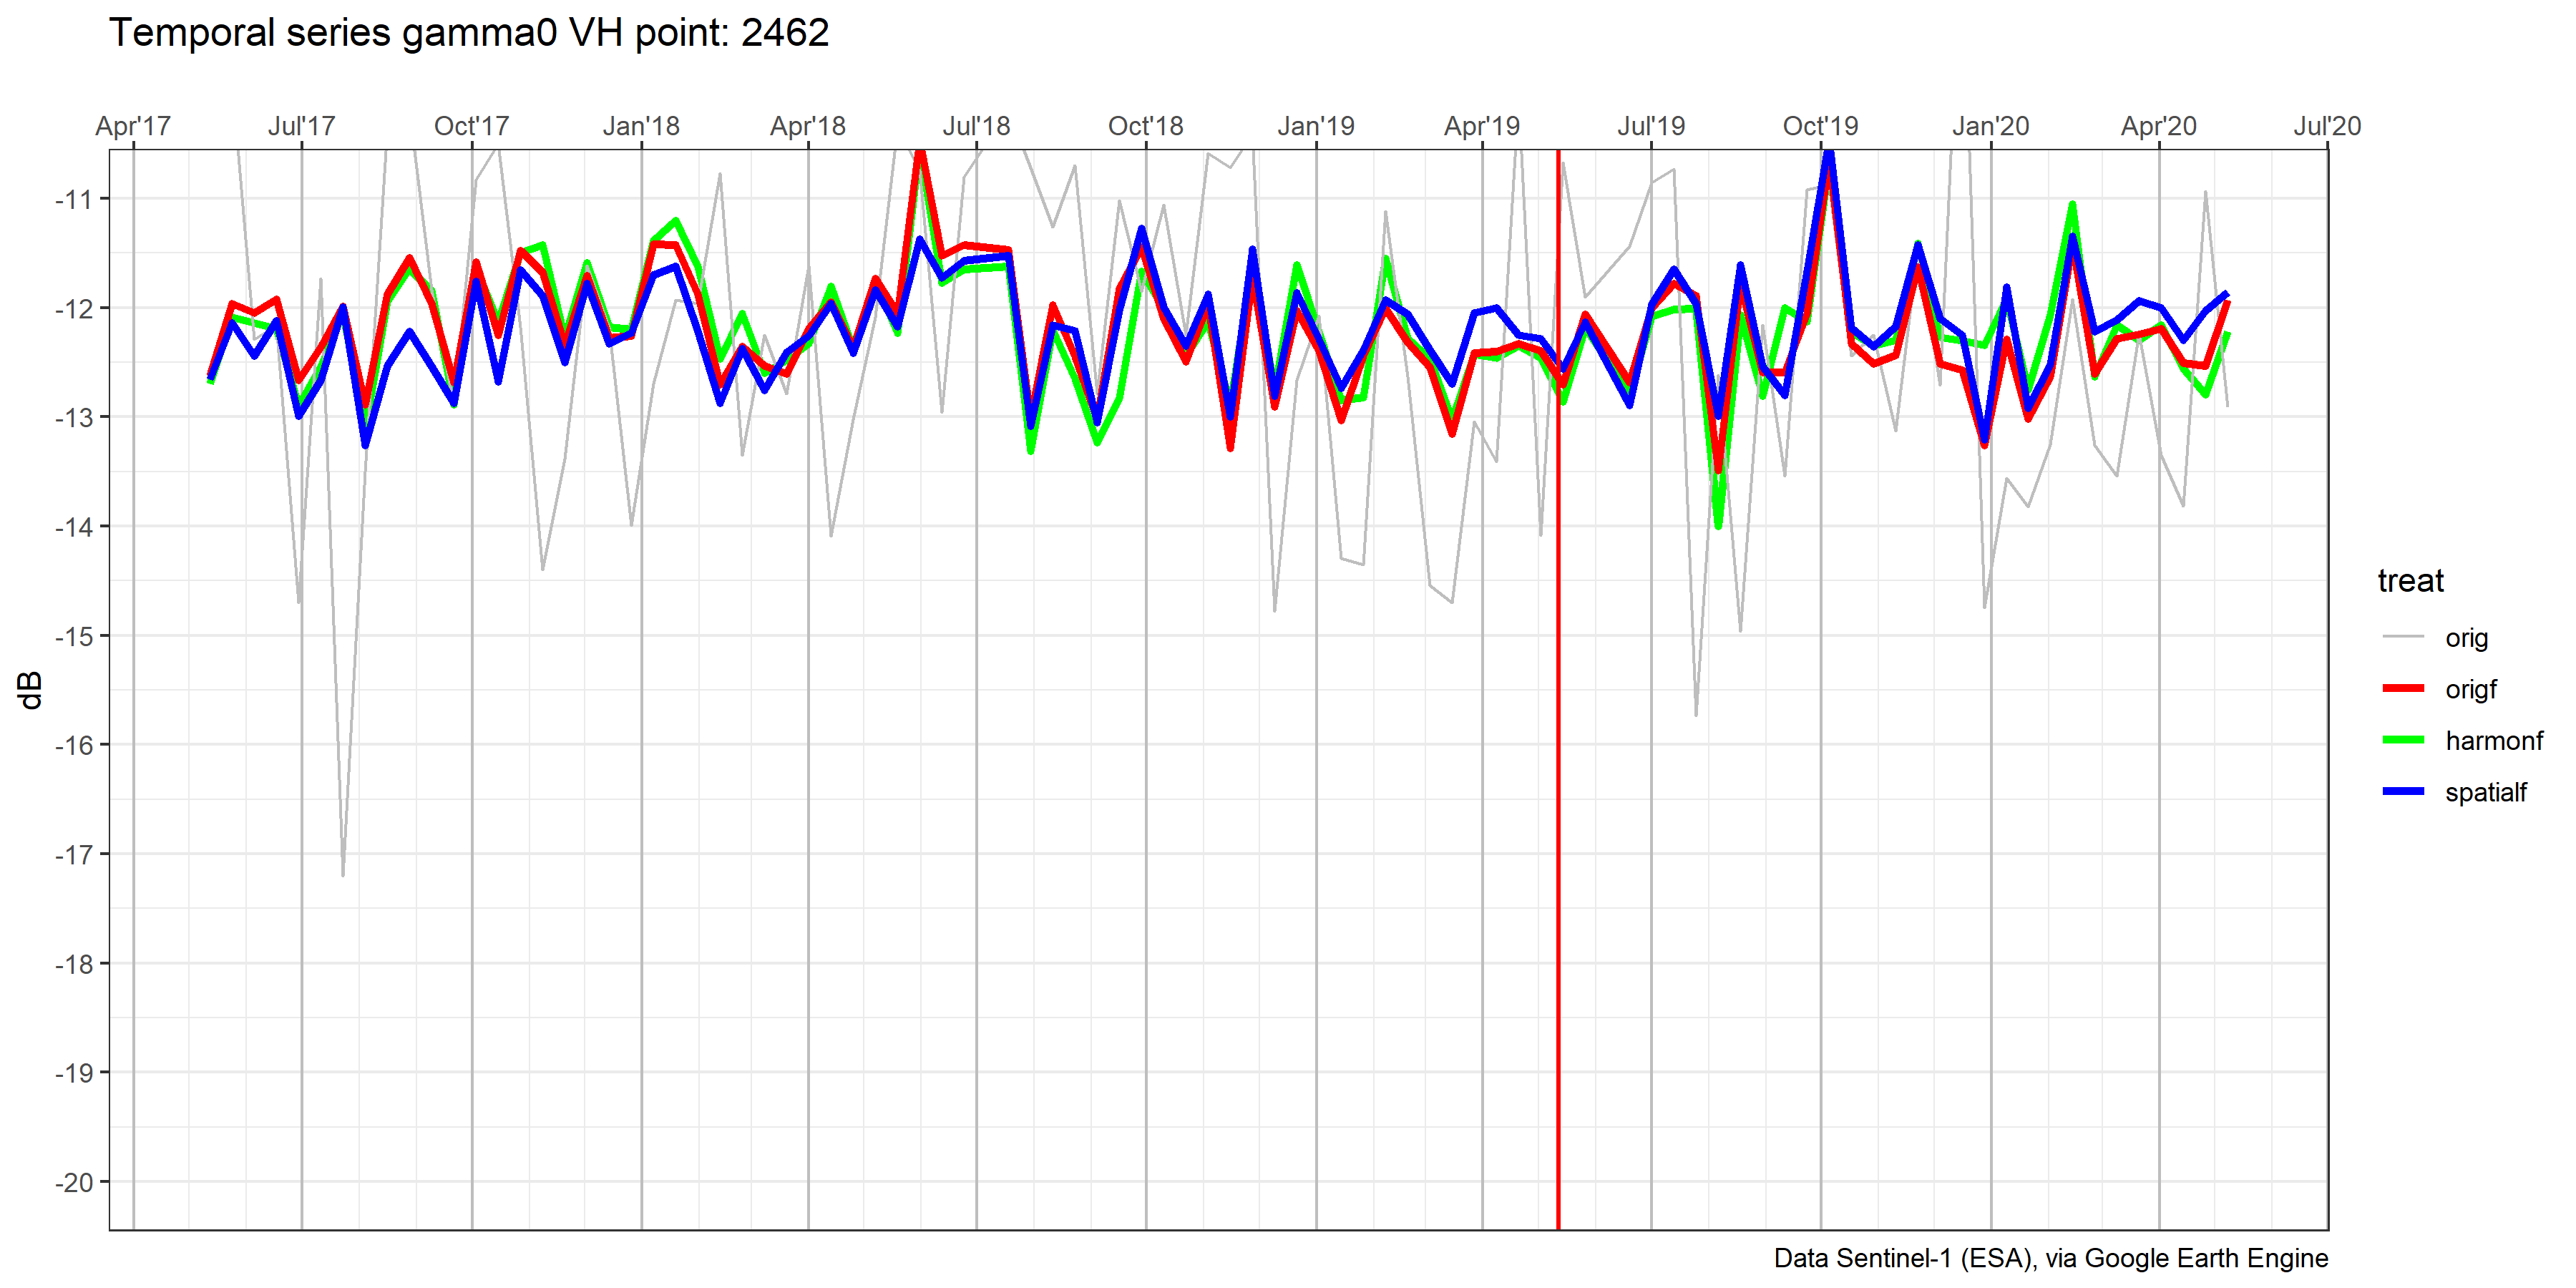 Temporal series gamma0 VH point: 2462
Apr'17 Jul'17 Oct'17 Jan'18 Apr'18 Jul'18 Oct'18 Jan'19 Apr'19 Jul'19 Oct'19 Jan'20 Apr'20 Jul'20
-11
-12
-13
-14
-15
-16
-17
-18
-19
-20
dB
treat
orig
origf
harmonf
spatialf
Data Sentinel-1 (ESA), via Google Earth Engine